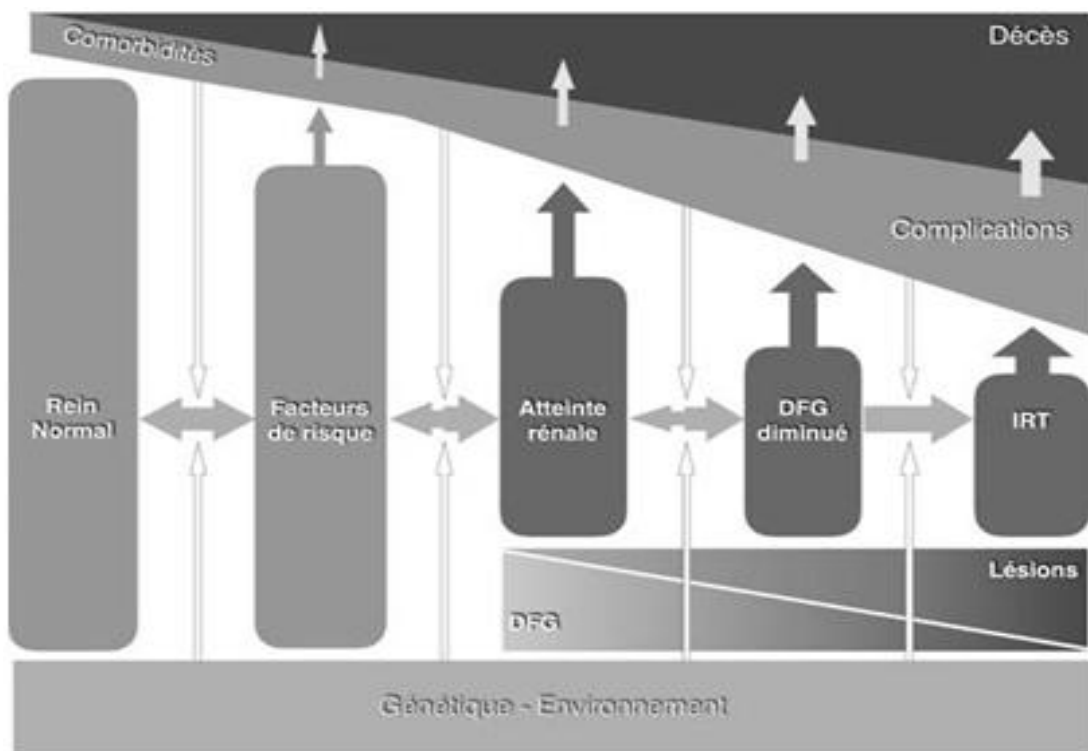 Comorbidités
Décès
Complications
Rein
Normal
Facteurs
de risque
Atteinte
rénale
DFG
diminué
IRT
Lésions
DFG
Génétique - Environnement